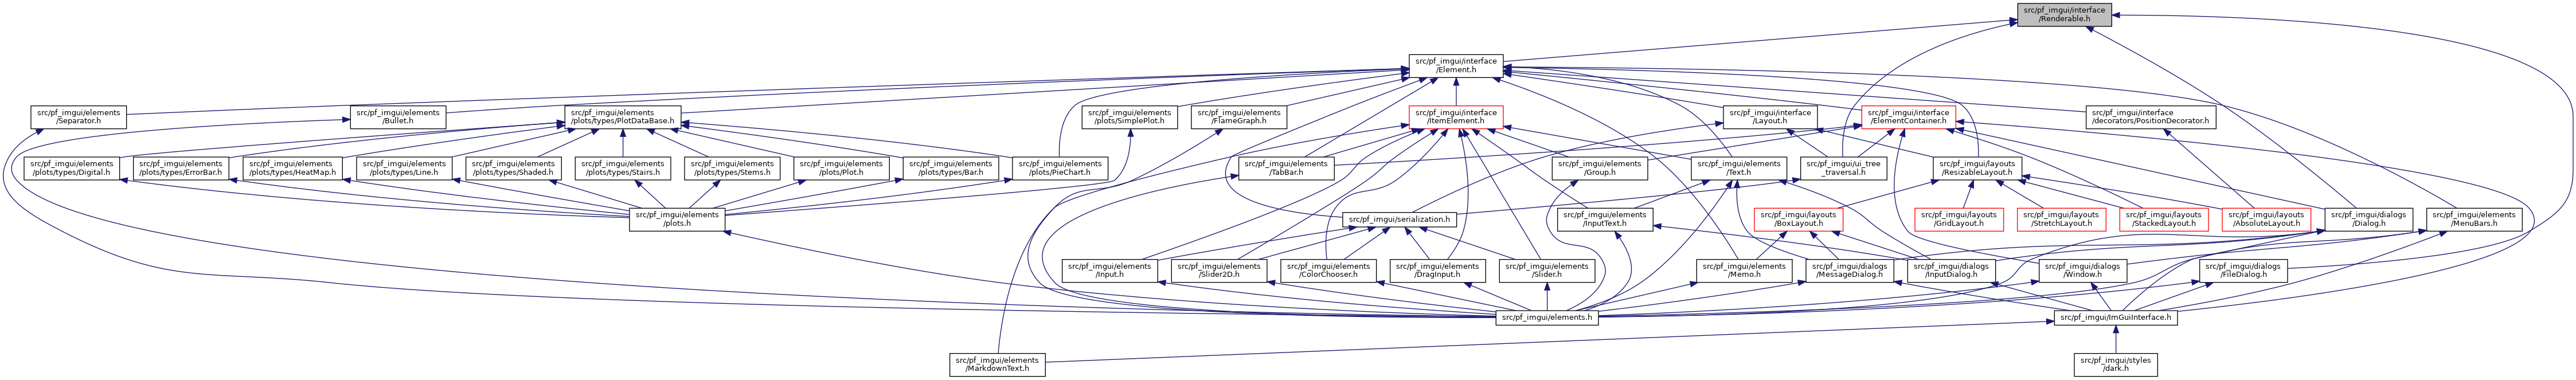 src/pf_imgui/interface
/Renderable.h
src/pf_imgui/interface
/Element.h
src/pf_imgui/elements
/Separator.h
src/pf_imgui/elements
/Bullet.h
src/pf_imgui/elements
/plots/types/PlotDataBase.h
src/pf_imgui/elements
/plots/SimplePlot.h
src/pf_imgui/elements
/FlameGraph.h
src/pf_imgui/interface
/ItemElement.h
src/pf_imgui/interface
/Layout.h
src/pf_imgui/interface
/ElementContainer.h
src/pf_imgui/interface
/decorators/PositionDecorator.h
src/pf_imgui/elements
/plots/types/Digital.h
src/pf_imgui/elements
/plots/types/ErrorBar.h
src/pf_imgui/elements
/plots/types/HeatMap.h
src/pf_imgui/elements
/plots/types/Line.h
src/pf_imgui/elements
/plots/types/Shaded.h
src/pf_imgui/elements
/plots/types/Stairs.h
src/pf_imgui/elements
/plots/types/Stems.h
src/pf_imgui/elements
/plots/Plot.h
src/pf_imgui/elements
/plots/types/Bar.h
src/pf_imgui/elements
/plots/PieChart.h
src/pf_imgui/elements
/TabBar.h
src/pf_imgui/elements
/Group.h
src/pf_imgui/elements
/Text.h
src/pf_imgui/ui_tree
_traversal.h
src/pf_imgui/layouts
/ResizableLayout.h
src/pf_imgui/elements
/plots.h
src/pf_imgui/serialization.h
src/pf_imgui/elements
/InputText.h
src/pf_imgui/layouts
/BoxLayout.h
src/pf_imgui/layouts
/GridLayout.h
src/pf_imgui/layouts
/StretchLayout.h
src/pf_imgui/layouts
/StackedLayout.h
src/pf_imgui/layouts
/AbsoluteLayout.h
src/pf_imgui/dialogs
/Dialog.h
src/pf_imgui/elements
/MenuBars.h
src/pf_imgui/elements
/Input.h
src/pf_imgui/elements
/Slider2D.h
src/pf_imgui/elements
/ColorChooser.h
src/pf_imgui/elements
/DragInput.h
src/pf_imgui/elements
/Slider.h
src/pf_imgui/elements
/Memo.h
src/pf_imgui/dialogs
/MessageDialog.h
src/pf_imgui/dialogs
/InputDialog.h
src/pf_imgui/dialogs
/Window.h
src/pf_imgui/dialogs
/FileDialog.h
src/pf_imgui/elements.h
src/pf_imgui/ImGuiInterface.h
src/pf_imgui/elements
/MarkdownText.h
src/pf_imgui/styles
/dark.h